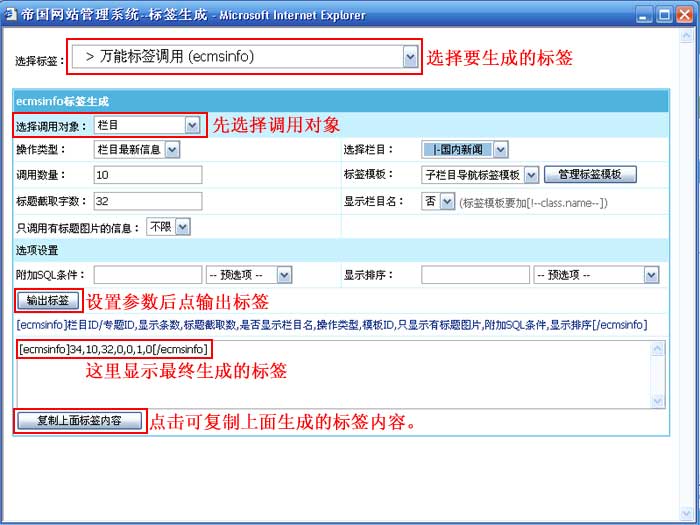 帝国网站管理系统--标签生成 - Microsoft Internet Explorer
选择标签： > 万能标签调用 (ecmsinfo) 选择要生成的标签
ecmsinfo标签生成
选择调用对象： 栏目 先选择调用对象
操作类型： 栏目最新信息 选择栏目： |-国内新闻
调用数量： 10 标签模板： 子栏目导航标签模板 管理标签模板
标题截取字数： 32 显示栏目名： 否 (标签模板要加[!--class.name--])
只调用有标题图片的信息： 不限
选项设置
附加SQL条件： -- 预选项 -- 显示排序： -- 预选项 --
输出标签 设置参数后点输出标签
[ecmsinfo]栏目ID/专题ID,显示条数,标题截取数,是否显示栏目名,操作类型,模板ID,只显示有标题图片,附加SQL条件,显示排序[/ecmsinfo]
[ecmsinfo]34,10,32,0,0,1,0[/ecmsinfo]
这里显示最终生成的标签
复制上面标签内容 点击可复制上面生成的标签内容。